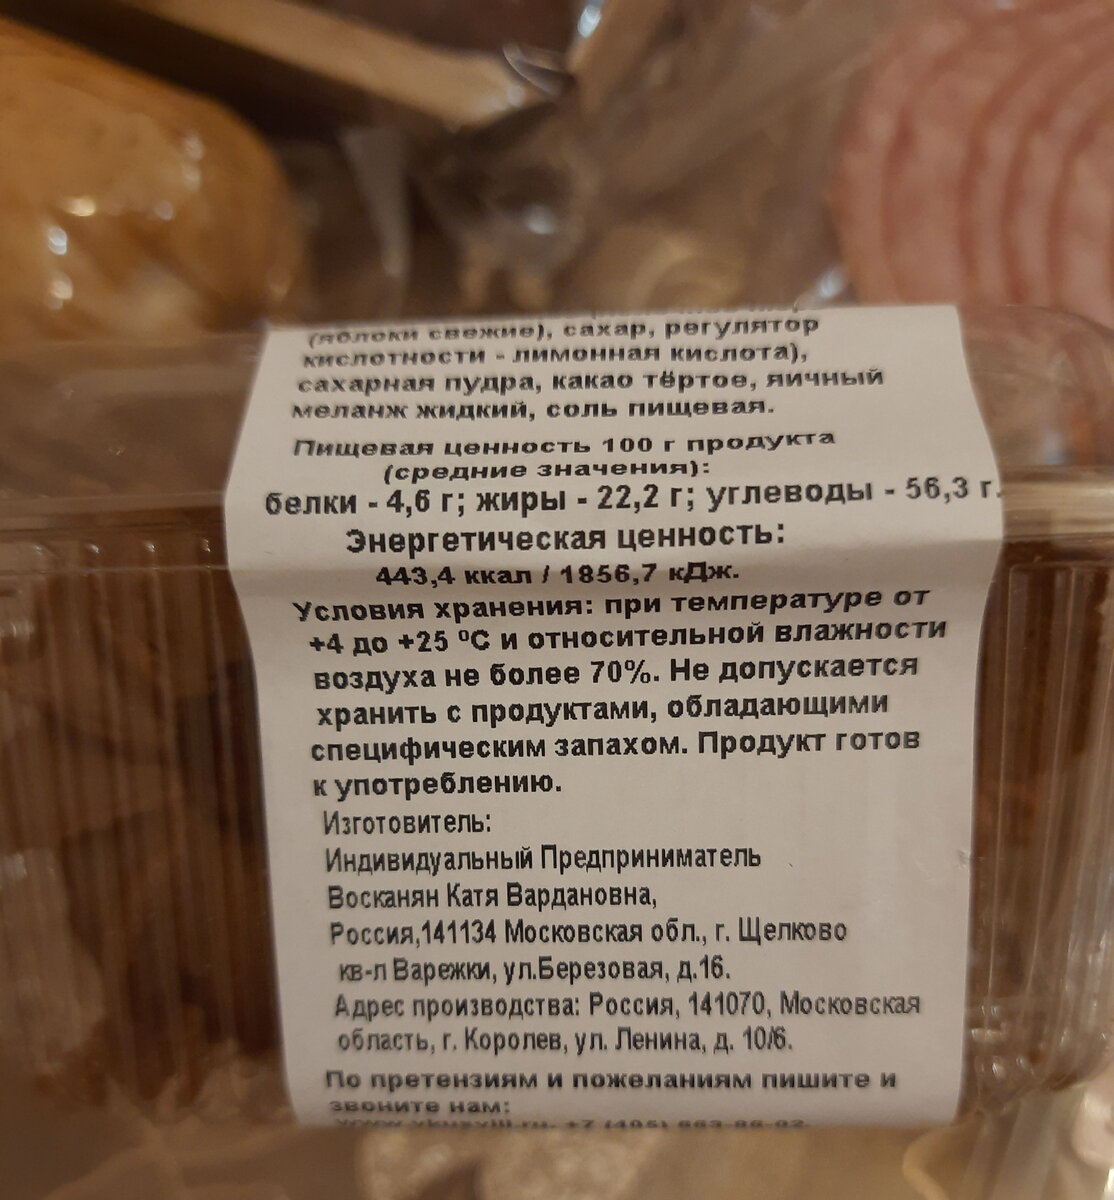 (яблоки свежие), сахар, регулятор
кислотности - лимонная кислота),
сахарная пудра, какао тёртое, яичный
меланж жидкий, соль пищевая.
Пищевая ценность 100 г продукта
(средние значения):
белки - 4,6 г; жиры - 22,2 г; углеводы - 56,3 г.
Энергетическая ценность:
443,4 ккал / 1856,7 кДж.
Условия хранения: при температуре от
+4 до +25 ºС и относительной влажности
воздуха не более 70%. Не допускается
хранить с продуктами, обладающими
специфическим запахом. Продукт готов
к употреблению.
Изготовитель:
Индивидуальный Предприниматель
Восканян Катя Вардановна,
Россия,141134 Московская обл., г. Щелково
кв-л Варежки, ул.Березовая, д.16.
Адрес производства: Россия, 141070, Московская
область, г. Королев, ул. Ленина, д. 10/6.
По претензиям и пожеланиям пишите и
звоните нам: